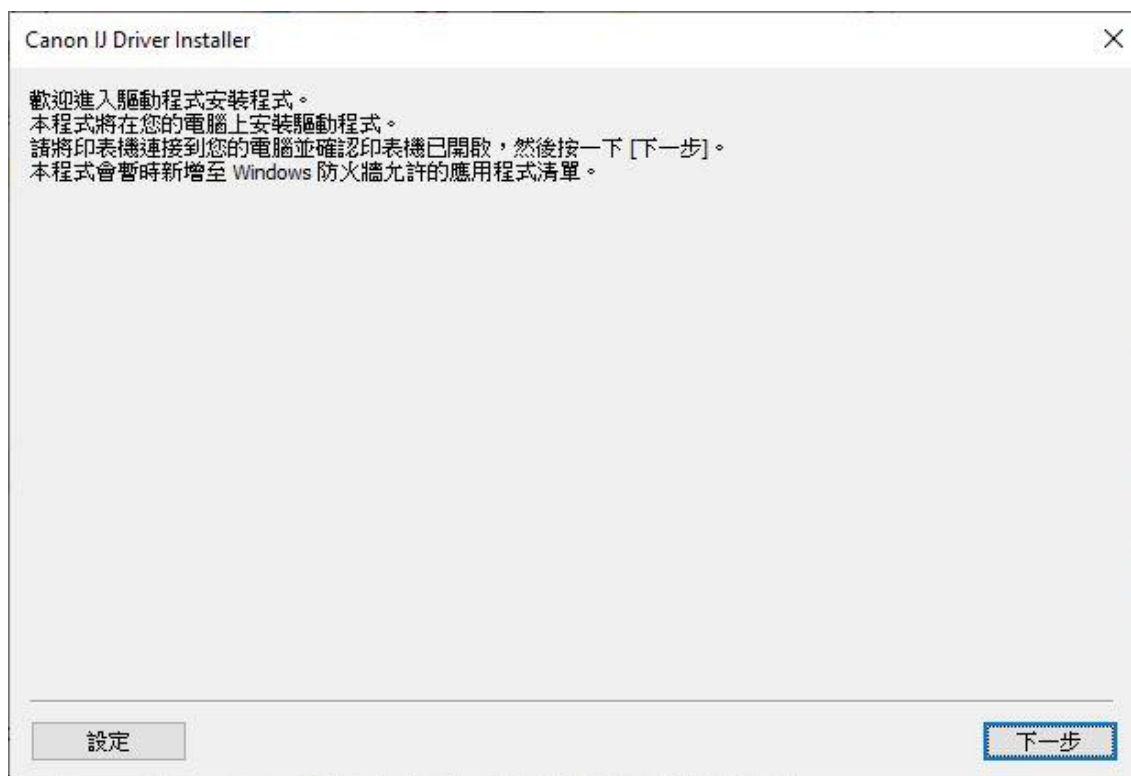 Canon IJ Driver Installer
歡迎進入驅動程式安裝程式。
本程式將在您的電腦上安裝驅動程式。
請將印表機連接到您的電腦並確認印表機已開啟，然後按一下 [下一步]。
本程式會暫時新增至 Windows 防火牆允許的應用程式清單。
設定
下一步